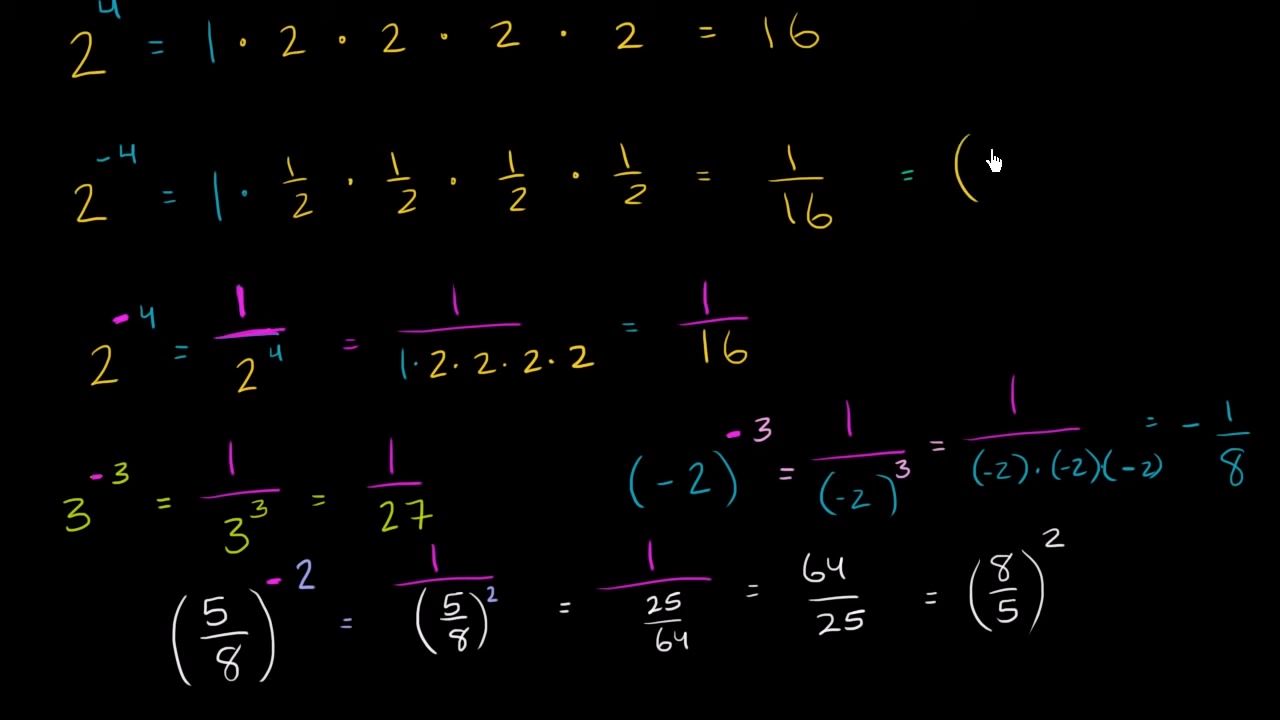 2^4 = 1 · 2 · 2 · 2 · 2 = 16
2^-4 = 1 · 1/2 · 1/2 · 1/2 · 1/2 = 1/16 = (
2^-4 = 1/2^4 = 1/(1·2·2·2·2) = 1/16
3^-3 = 1/3^3 = 1/27
(-2)^-3 = 1/(-2)^3 = 1/((-2)·(-2)·(-2)) = -1/8
(5/8)^-2 = 1/(5/8)^2 = 1/(25/64) = 64/25 = (8/5)^2